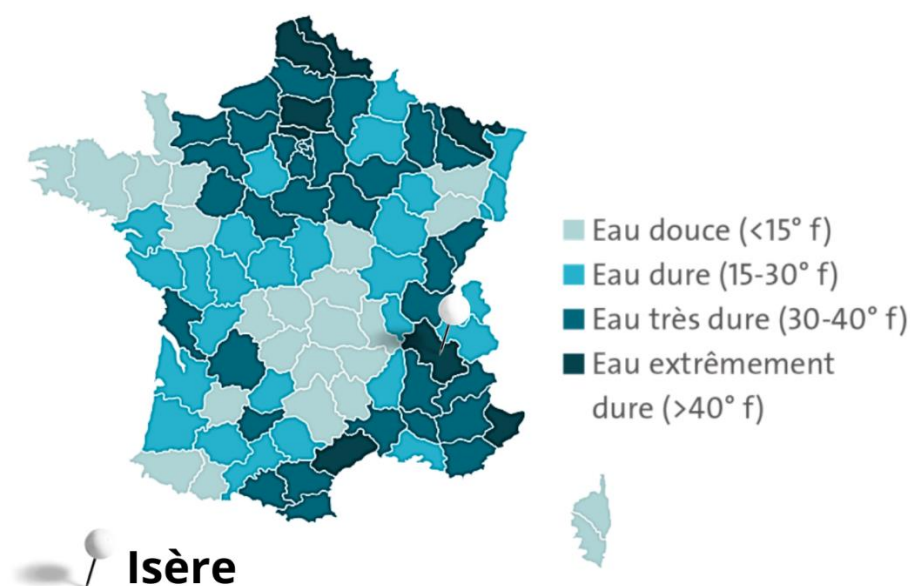 Eau douce (<15° f)
Eau dure (15-30° f)
Eau très dure (30-40° f)
Eau extrêmement
dure (>40° f)
Isère